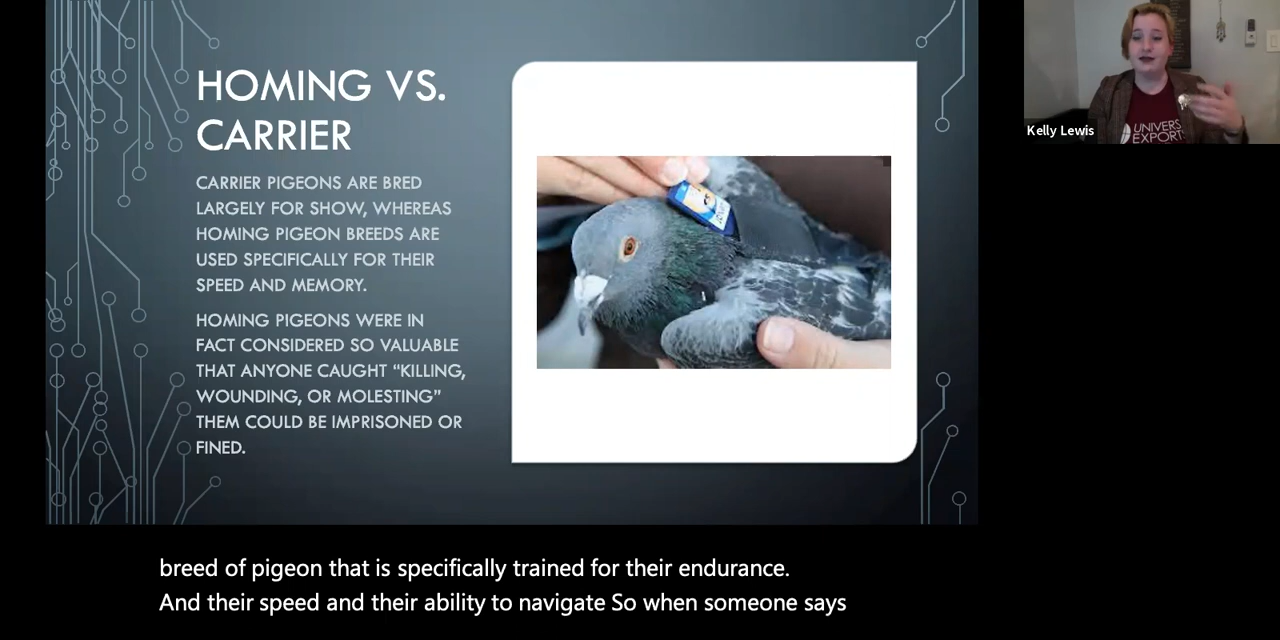 HOMING VS.
CARRIER
CARRIER PIGEONS ARE BRED
LARGELY FOR SHOW, WHEREAS
HOMING PIGEON BREEDS ARE
USED SPECIFICALLY FOR THEIR
SPEED AND MEMORY.
HOMING PIGEONS WERE IN
FACT CONSIDERED SO VALUABLE
THAT ANYONE CAUGHT “KILLING,
WOUNDING, OR MOLESTING”
THEM COULD BE IMPRISONED OR
FINED.
Kelly Lewis
UNIVERS
EXPORT
breed of pigeon that is specifically trained for their endurance.
And their speed and their ability to navigate So when someone says